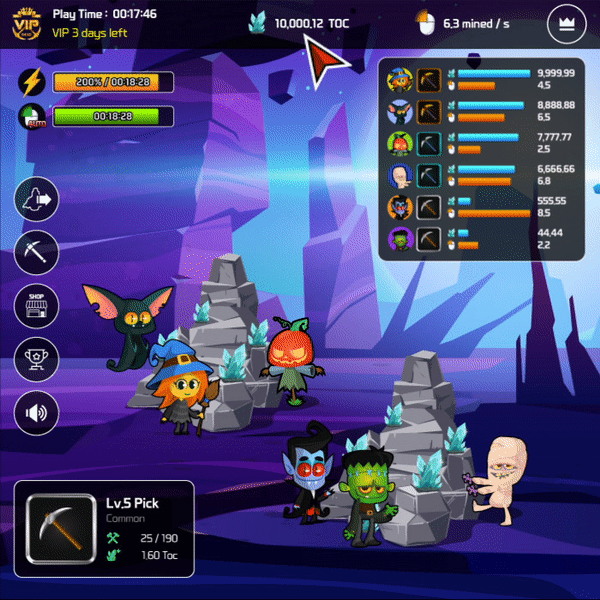 VIP
Play Time : 00:17:46
VIP 3 days left
10,000,12 TOC
6.3 mined / s
200% / 00:18:28
AUTO
00:18:28
9,999.99
4.5
8,888.88
6.5
7,777.77
2.5
6,666.66
6.8
555.55
8.5
44,44
2.2
SHOP
Lv.5 Pick
Common
25 / 190
1.60 Toc